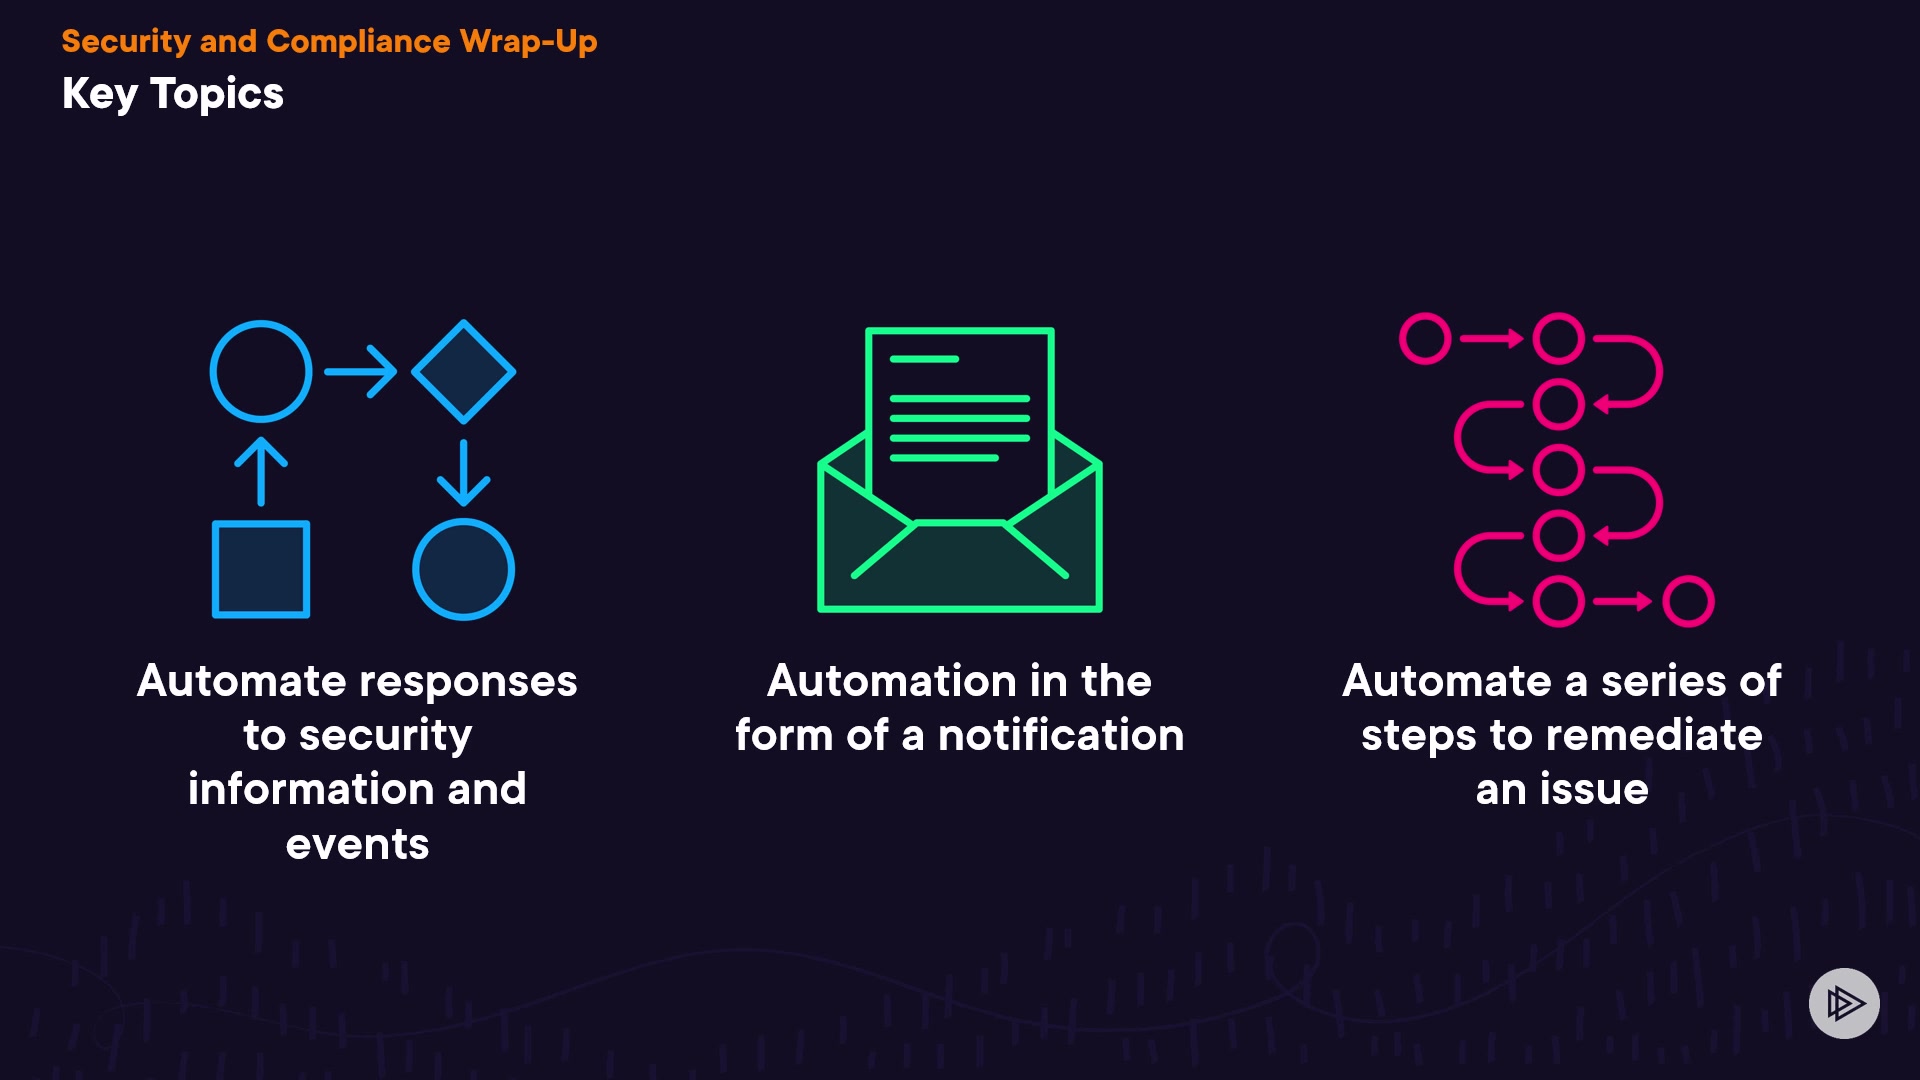 Security and Compliance Wrap-Up
Key Topics
Automate responses
to security
information and
events
Automation in the
form of a notification
Automate a series of
steps to remediate
an issue